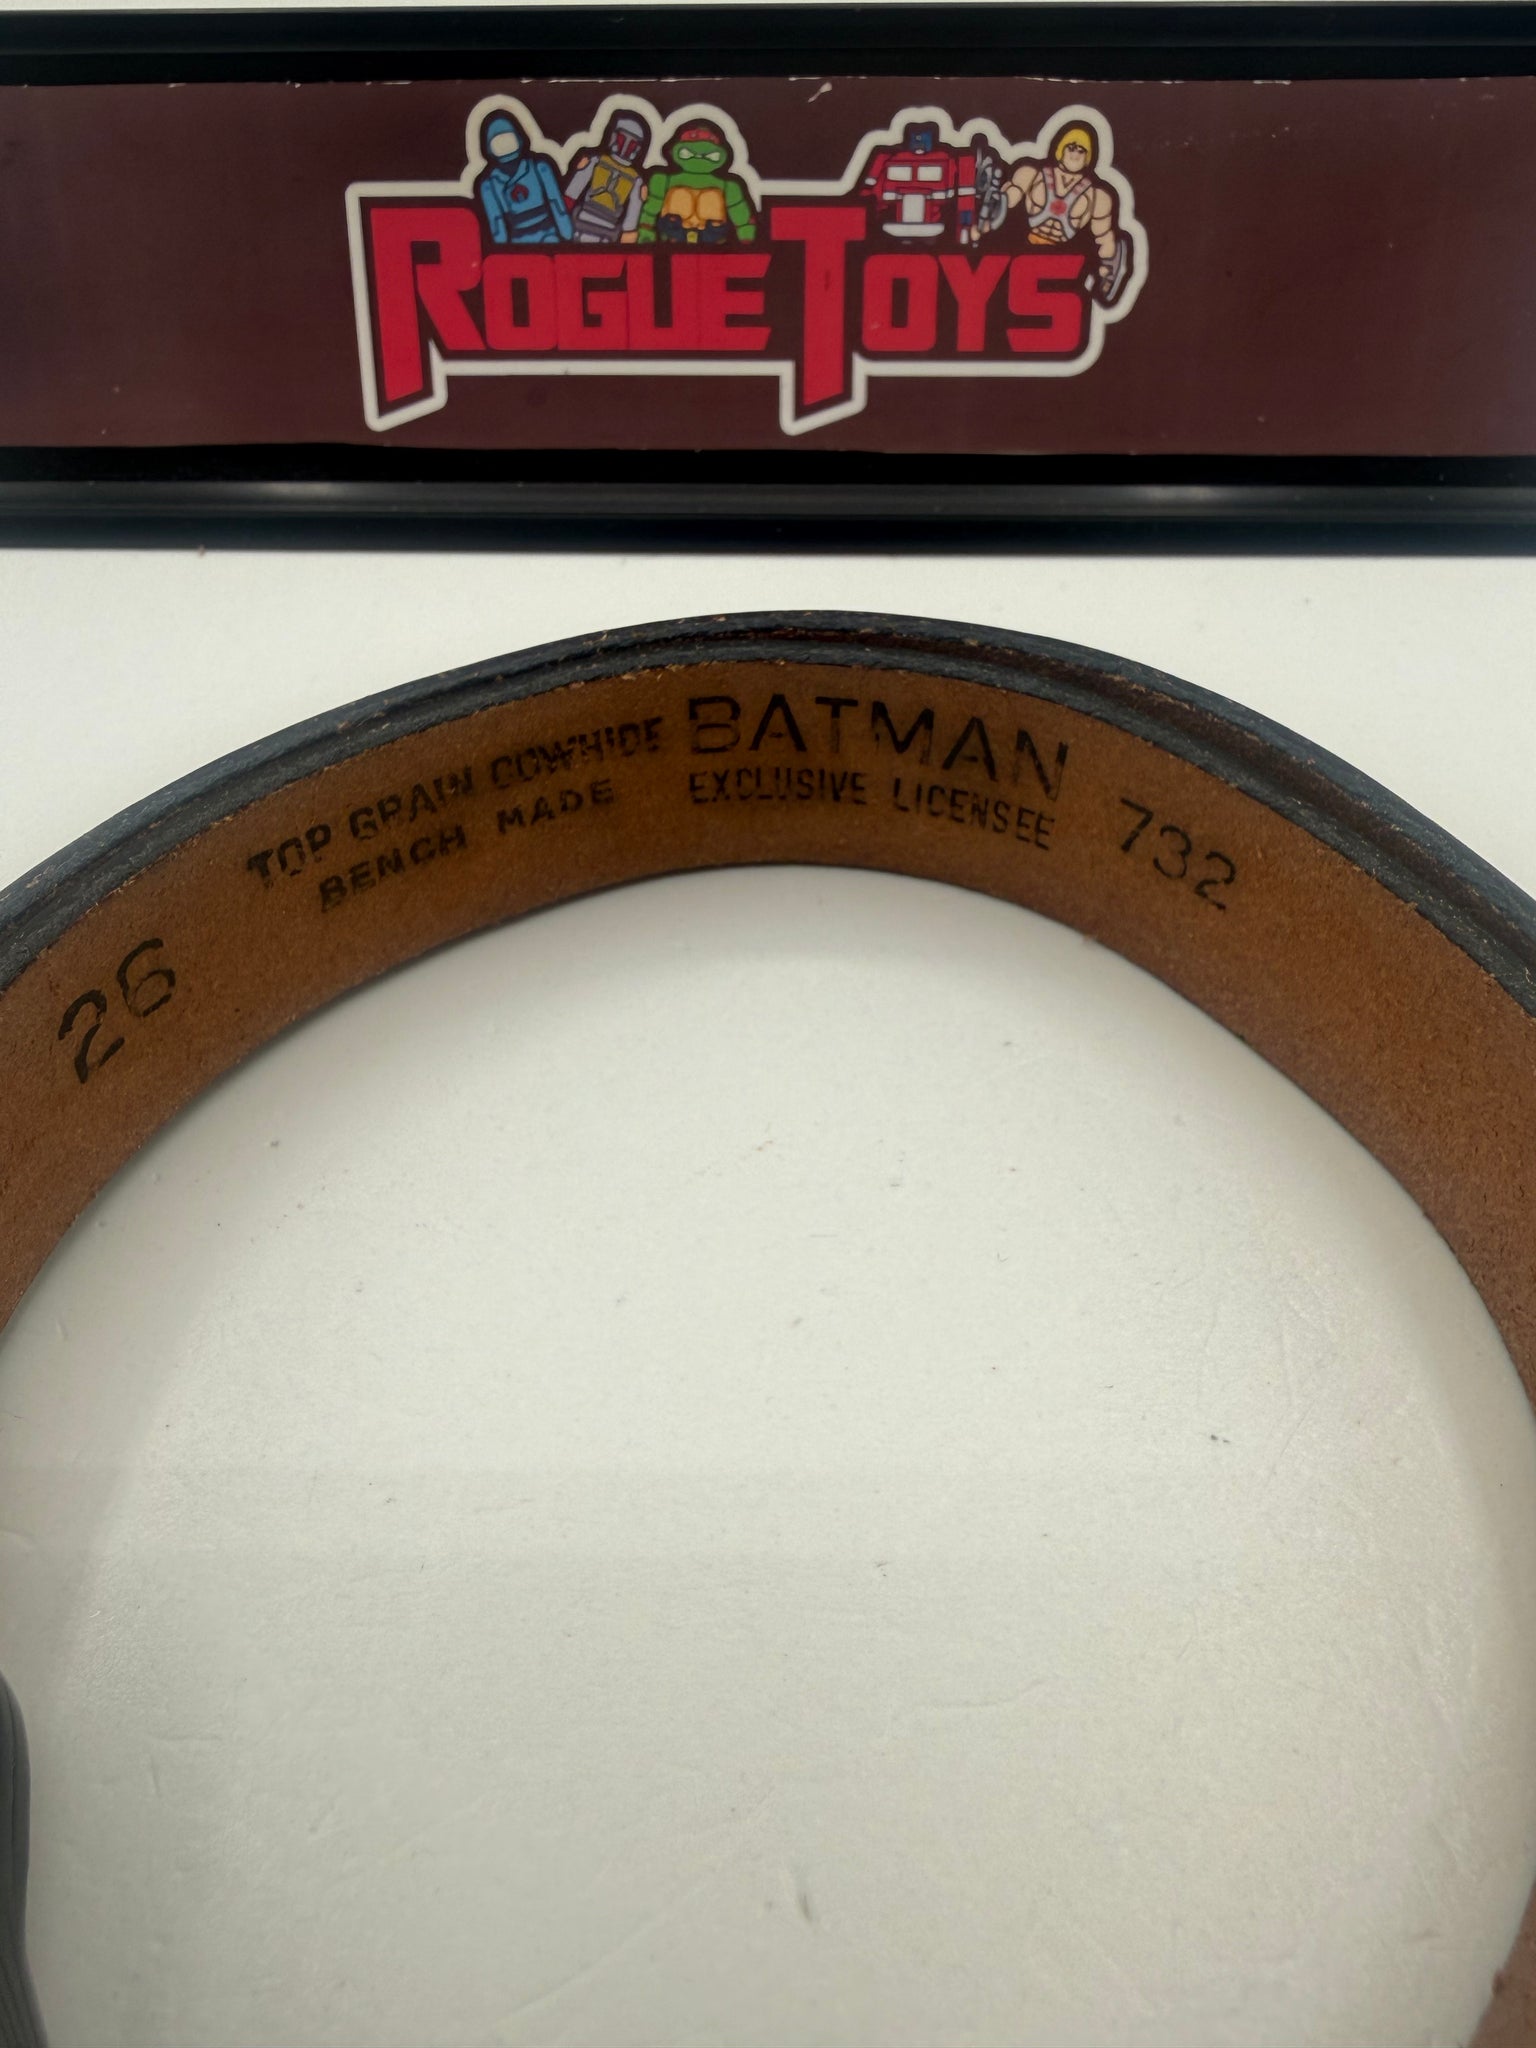 ROGUE TOYS
TOP GRAIN COWHIDE
BENCH MADE
BATMAN
EXCLUSIVE LICENSEE
732
26